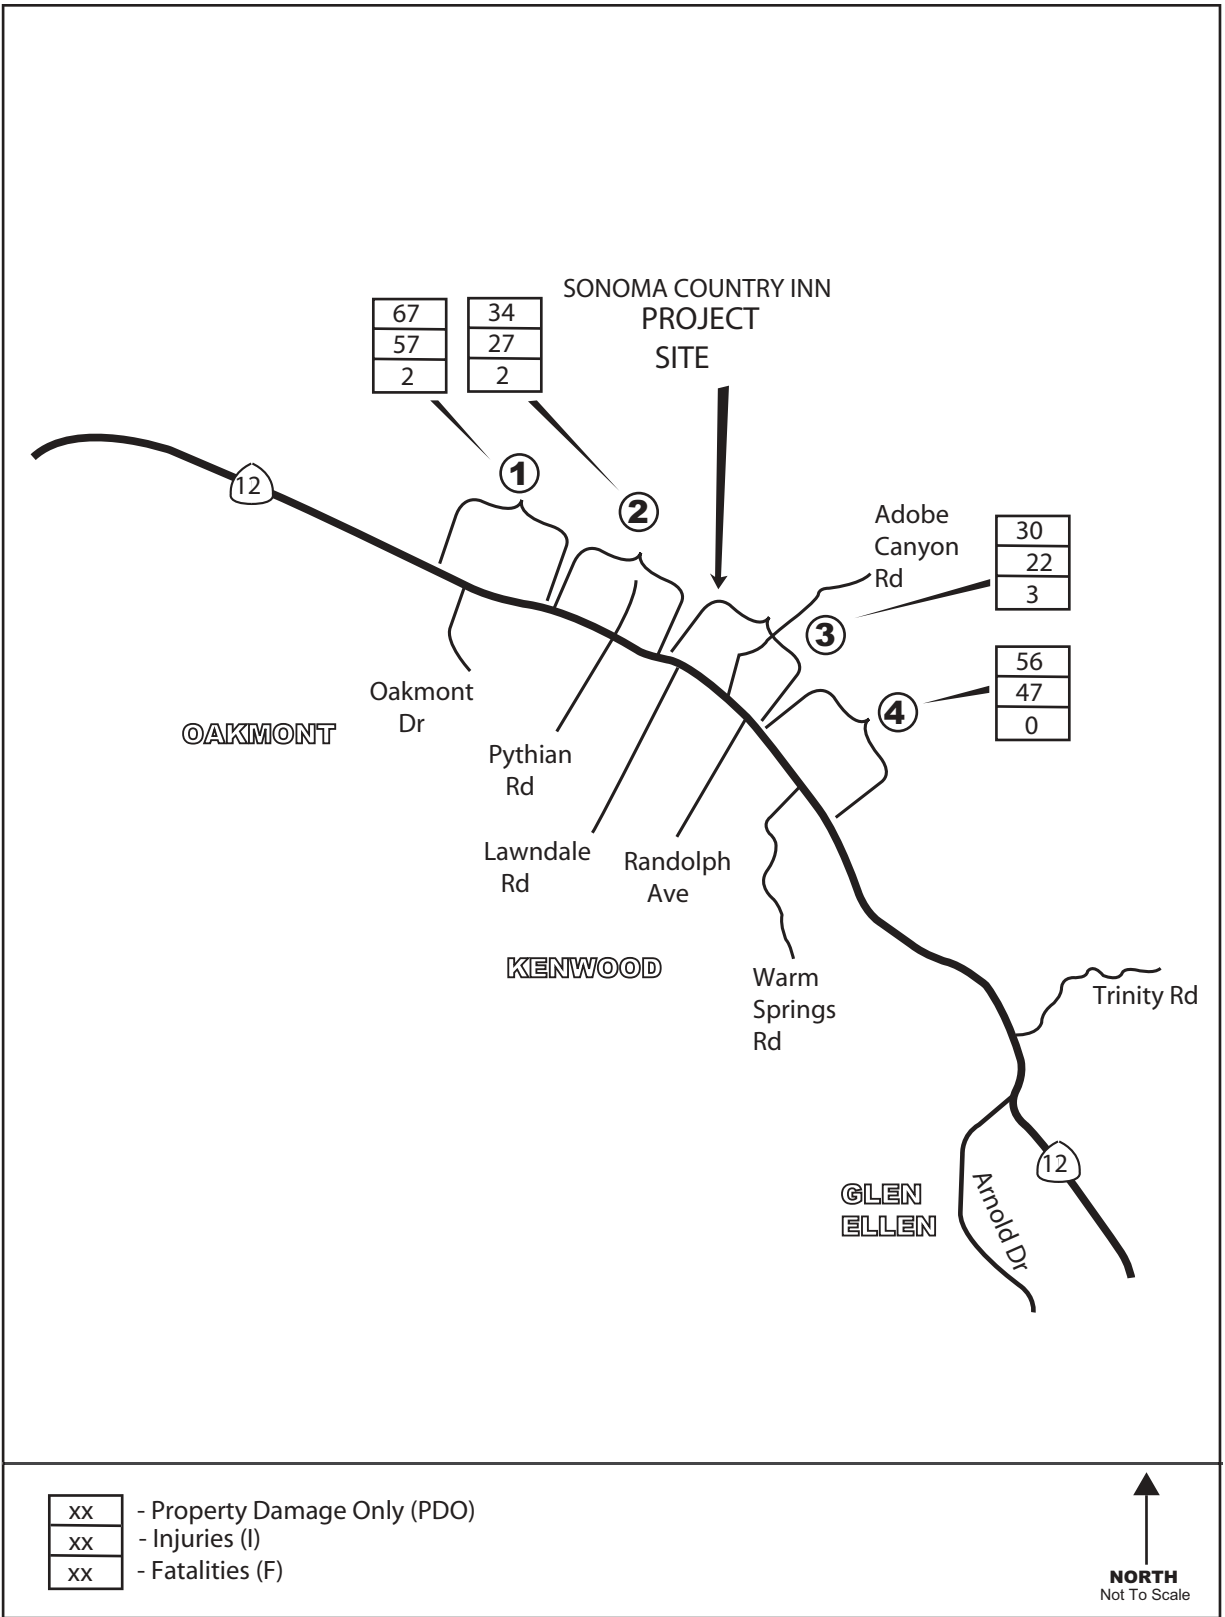 SONOMA COUNTRY INN
PROJECT
SITE
67
57
2
34
27
2
1
2
12
Adobe
Canyon
Rd
30
22
3
3
56
47
0
4
Oakmont
Dr
OAKMONT
Pythian
Rd
Lawndale
Rd
Randolph
Ave
KENWOOD
Warm
Springs
Rd
Trinity Rd
12
GLEN
ELLEN
Arnold Dr
xx - Property Damage Only (PDO)
xx - Injuries (I)
xx - Fatalities (F)
NORTH
Not To Scale